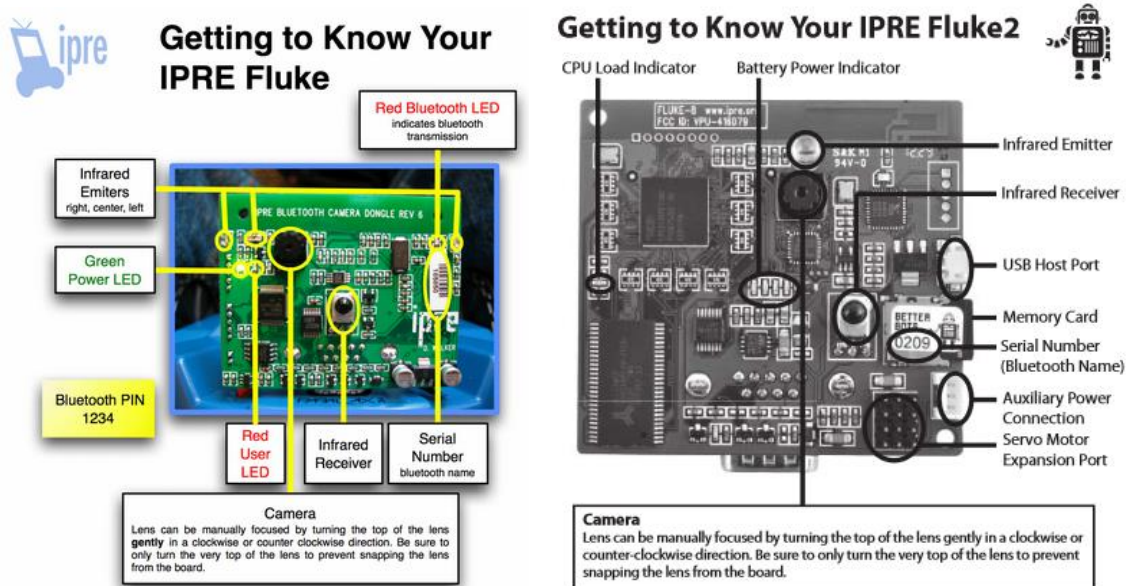 ipre
Getting to Know Your
IPRE Fluke
Red Bluetooth LED
indicates bluetooth
transmission
Infrared
Emiters
right, center, left
Green
Power LED
IPRE BLUETOOTH CAMERA DONGLE REV 6
ipre
D. WALKER
Bluetooth PIN
1234
Red
User
LED
Infrared
Receiver
Serial
Number
bluetooth name
Camera
Lens can be manually focused by turning the top of the lens
gently in a clockwise or counter clockwise direction. Be sure to
only turn the very top of the lens to prevent snapping the lens
from the board.
Getting to Know Your IPRE Fluke2
CPU Load Indicator
Battery Power Indicator
FLUKE-B www.ipre.org
FCC ID: VPU-416079
94V-0
Infrared Emitter
Infrared Receiver
USB Host Port
BETTER
BOTS
0209
Memory Card
Serial Number
(Bluetooth Name)
Auxiliary Power
Connection
Servo Motor
Expansion Port
Camera
Lens can be manually focused by turning the top of the lens gently in a clockwise or
counter-clockwise direction. Be sure to only turn the very top of the lens to prevent
snapping the lens from the board.